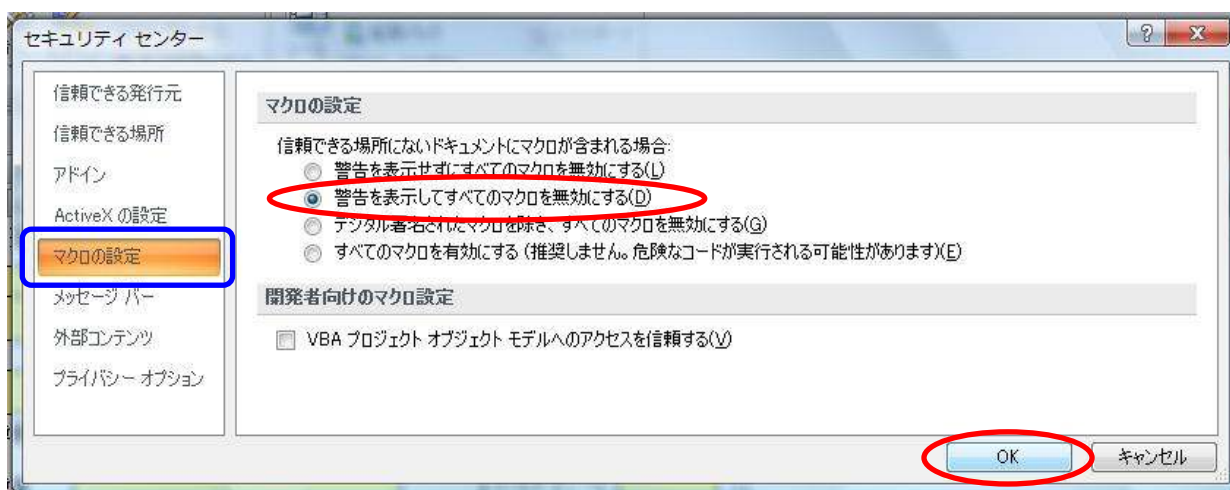 セキュリティ センター
信頼できる発行元
信頼できる場所
アドイン
ActiveX の設定
マクロの設定
メッセージ バー
外部コンテンツ
プライバシー オプション
マクロの設定
信頼できる場所にないドキュメントにマクロが含まれる場合:
警告を表示せずにすべてのマクロを無効にする(L)
警告を表示してすべてのマクロを無効にする(D)
デジタル署名されたマクロを除き、すべてのマクロを無効にする(G)
すべてのマクロを有効にする (推奨しません。危険なコードが実行される可能性があります)(E)
開発者向けのマクロ設定
VBA プロジェクト オブジェクト モデルへのアクセスを信頼する(V)
OK
キャンセル